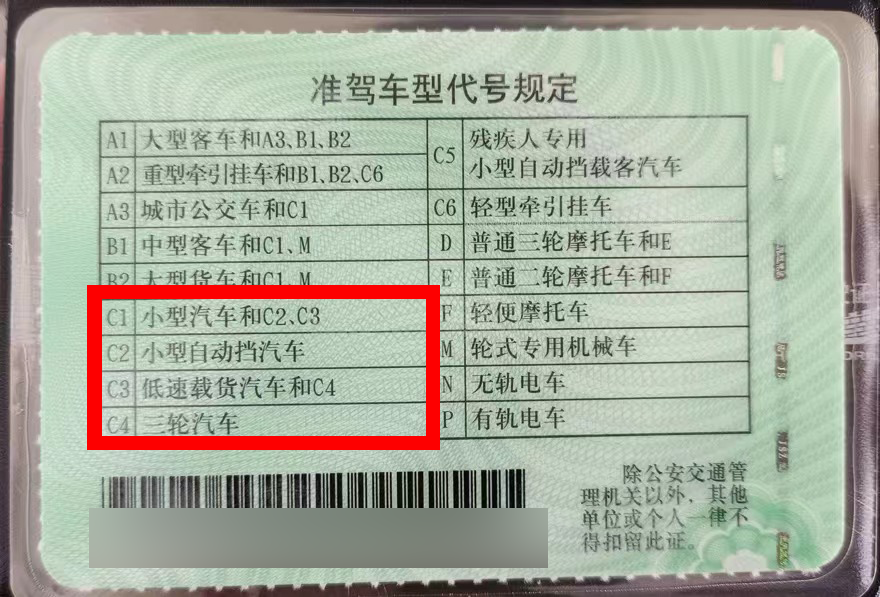 准驾车型代号规定
A1 大型客车和A3、B1、B2
A2 重型牵引挂车和B1、B2、C6
A3 城市公交车和C1
B1 中型客车和C1、M
B2 大型货车和C1、M
C1 小型汽车和C2、C3
C2 小型自动挡汽车
C3 低速载货汽车和C4
C4 三轮汽车
C5 残疾人专用
小型自动挡载客汽车
C6 轻型牵引挂车
D 普通三轮摩托车和E
E 普通二轮摩托车和F
F 轻便摩托车
M 轮式专用机械车
N 无轨电车
P 有轨电车
除公安交通管
理机关以外，其他
单位或个人一律不
得扣留此证。